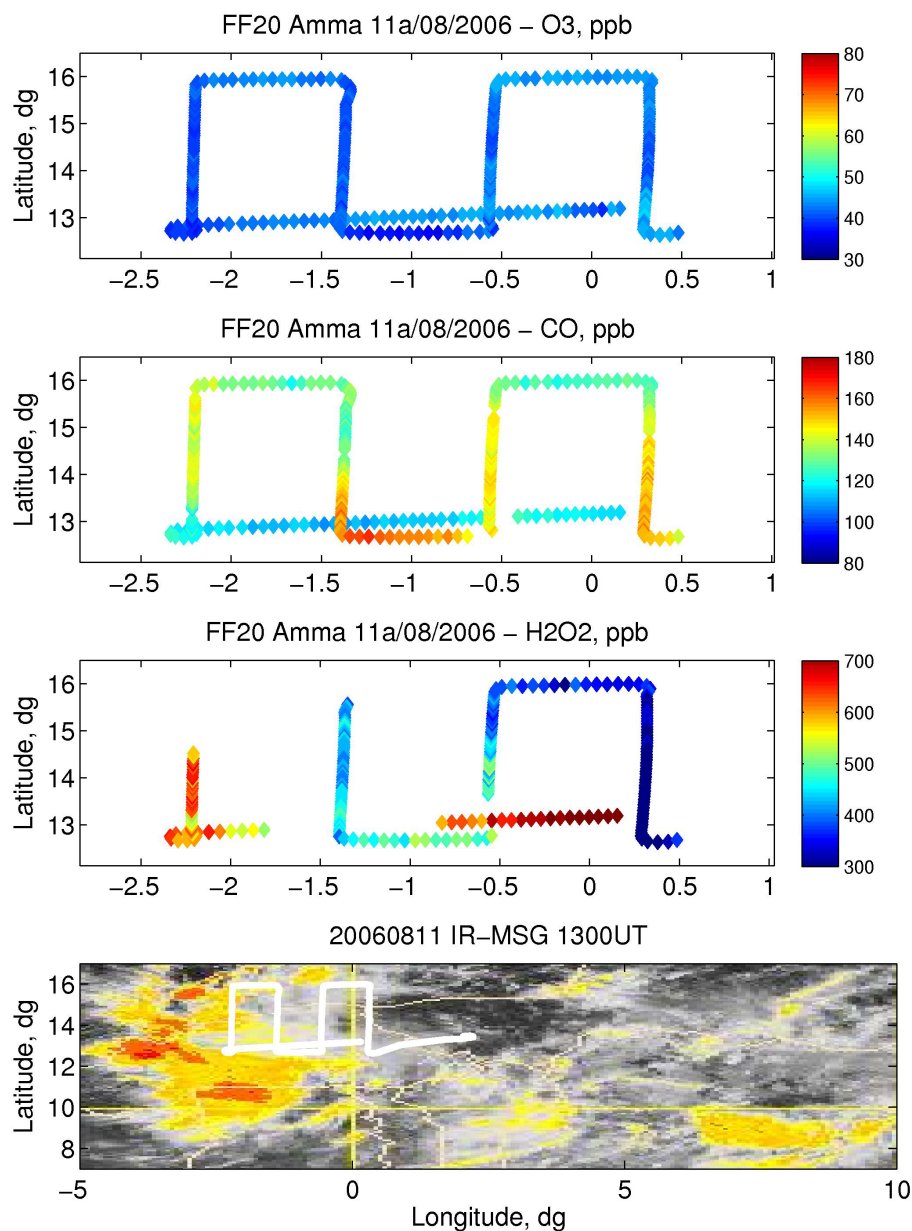 FF20 Amma 11a/08/2006 − O3, ppb
Latitude, dg
16
15
14
13
−2.5 −2 −1.5 −1 −0.5 0 0.5 1
80
70
60
50
40
30
FF20 Amma 11a/08/2006 − CO, ppb
Latitude, dg
16
15
14
13
−2.5 −2 −1.5 −1 −0.5 0 0.5 1
180
160
140
120
100
80
FF20 Amma 11a/08/2006 − H2O2, ppb
Latitude, dg
16
15
14
13
−2.5 −2 −1.5 −1 −0.5 0 0.5 1
700
600
500
400
300
20060811 IR−MSG 1300UT
Latitude, dg
16
14
12
10
8
−5 0 5 10
Longitude, dg